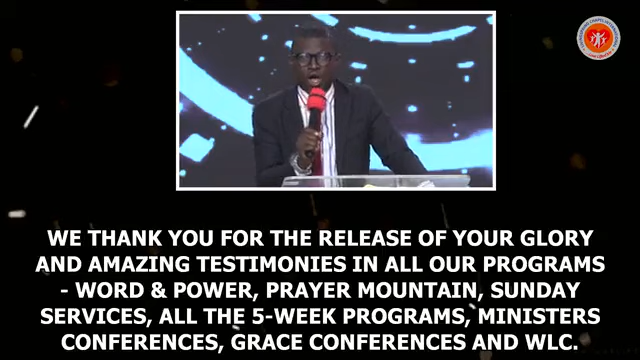 WE THANK YOU FOR THE RELEASE OF YOUR GLORY
AND AMAZING TESTIMONIES IN ALL OUR PROGRAMS
- WORD & POWER, PRAYER MOUNTAIN, SUNDAY
SERVICES, ALL THE 5-WEEK PROGRAMS, MINISTERS
CONFERENCES, GRACE CONFERENCES AND WLC.